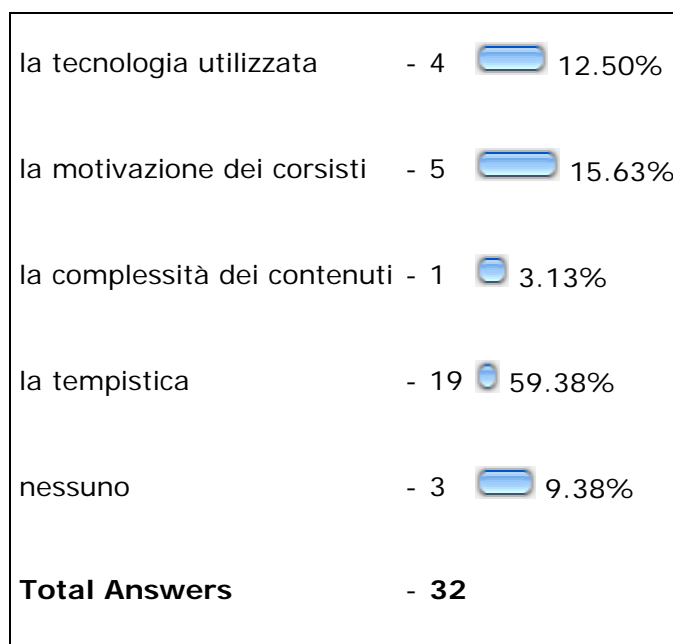 la tecnologia utilizzata - 4 12.50%
la motivazione dei corsisti - 5 15.63%
la complessità dei contenuti - 1 3.13%
la tempistica - 19 59.38%
nessuno - 3 9.38%
Total Answers - 32